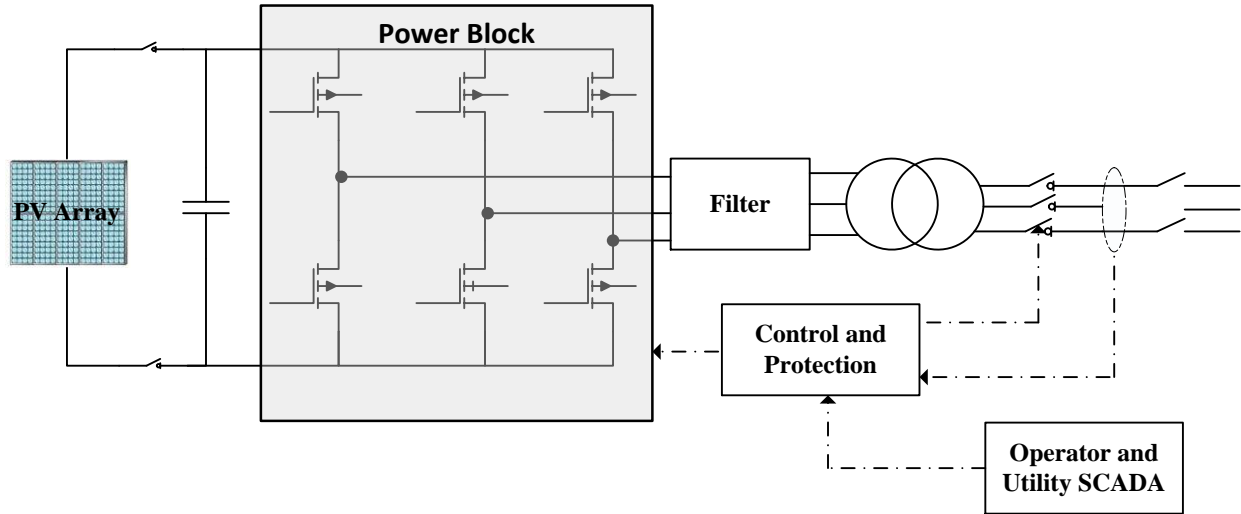 Power Block
PV Array
Filter
Control and
Protection
Operator and
Utility SCADA